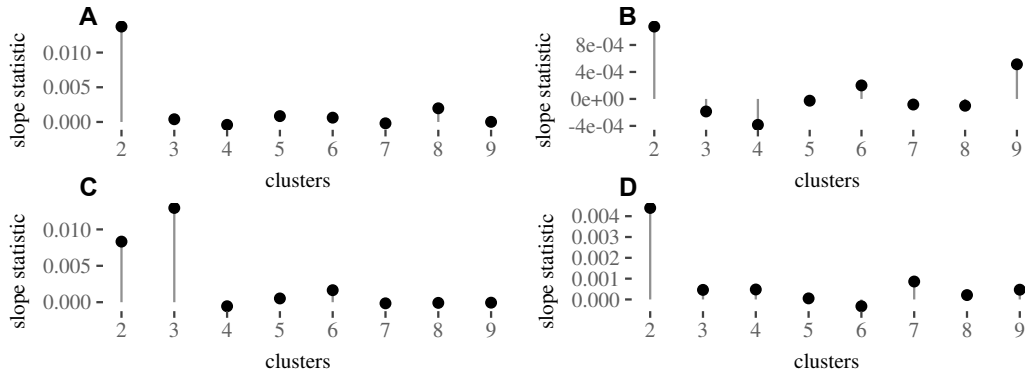 A
slope statistic
0.010
0.005
0.000
2 3 4 5 6 7 8 9
clusters
B
slope statistic
8e-04
4e-04
0e+00
-4e-04
2 3 4 5 6 7 8 9
clusters
C
slope statistic
0.010
0.005
0.000
2 3 4 5 6 7 8 9
clusters
D
slope statistic
0.004
0.003
0.002
0.001
0.000
2 3 4 5 6 7 8 9
clusters